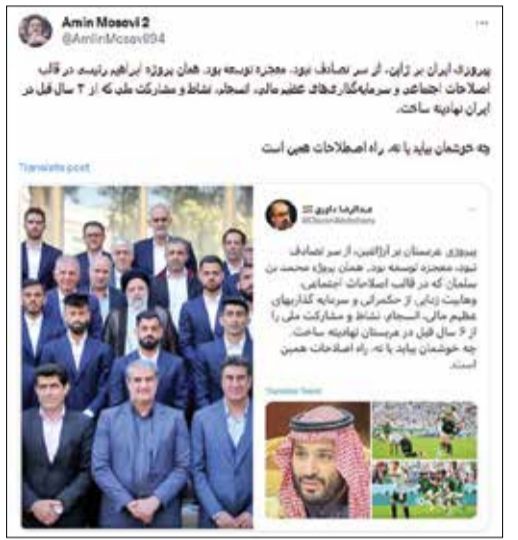 Amin Mosavi 2
@AmiinMosavi94
پیروزی ایران بر ژاپن، از سر تصادف نبود. معجزه توسعه بود. همان پروژه ابراهیم رئیسی در قالب
اصلاحات اجتماعی و سرمایه‌گذاری‌های عظیم مالی، انسجام، نشاط و مشارکت ملی که از ۳ سال قبل در
ایران نهادینه ساخت.
چه خوشمان بیاید یا نه، راه اصطلاحات همین است
Translate post
عبدالرضا داوری
پیروزی عربستان بر آرژانتین، از سر تصادف
نبود، معجزه توسعه بود. همان پروژه محمد بن
سلمان که در قالب اصلاحات اجتماعی،
وهابیت زدایی از حکمرانی و سرمایه گذاریهای
عظیم مالی، انسجام، نشاط و مشارکت ملی را
از ۶ سال قبل در عربستان نهادینه ساخت.
چه خوشمان بیاید یا نه، راه اصلاحات همین
است.
Translate Tweet